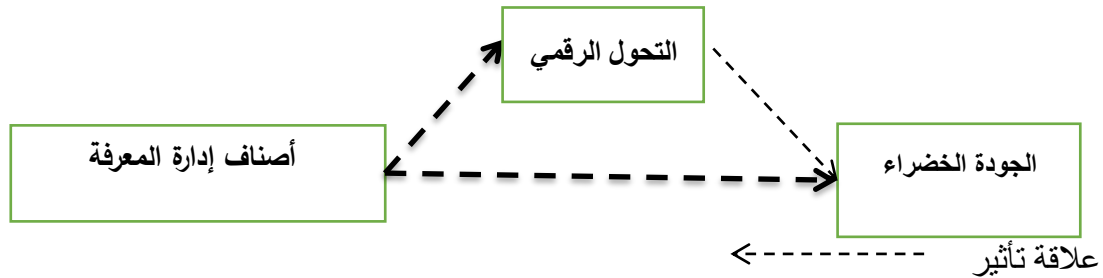 التحول الرقمي
أصناف إدارة المعرفة
الجودة الخضراء
علاقة تأثير